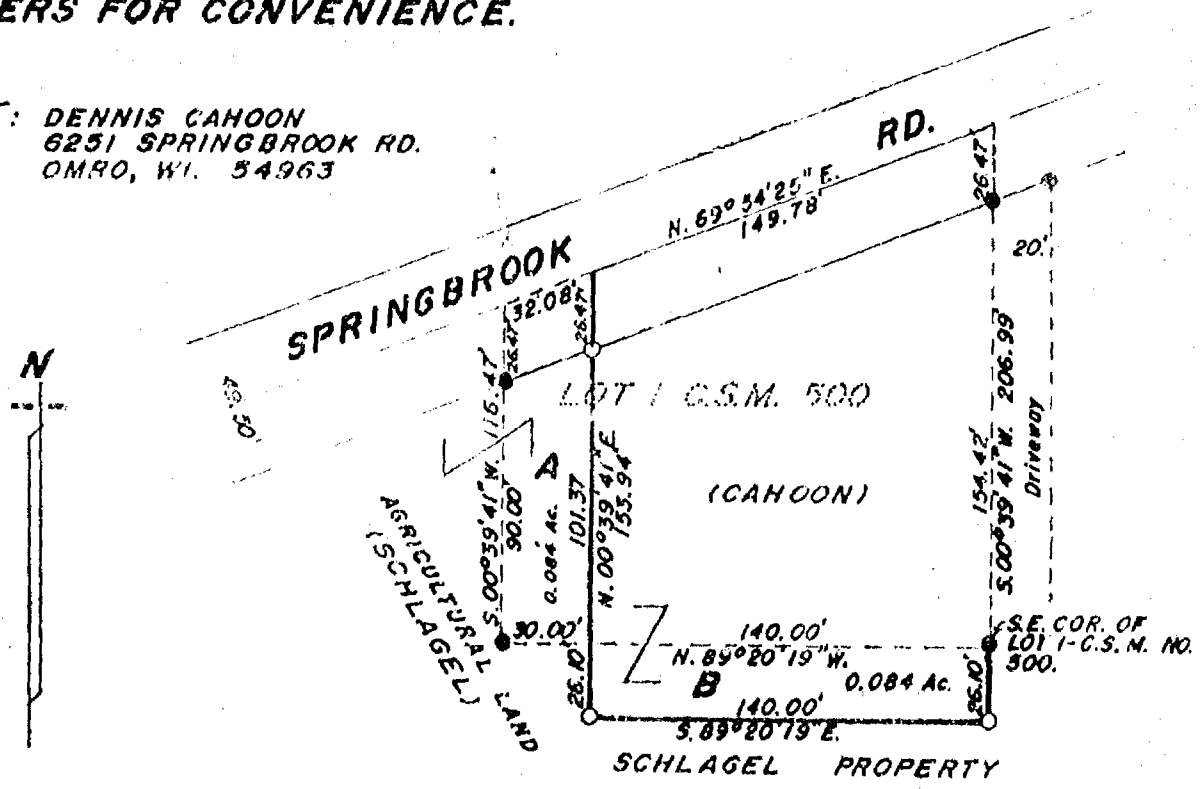 ERS FOR CONVENIENCE.
T: DENNIS CAHOON
6251 SPRINGBROOK RD.
OMRO, WI. 54963
SPRINGBROOK RD.
N. 69° 54' 25" E.
149.78'
26.47
20.'
32.08'
26.47'
26.47
N
49.50
LOT 1 C.S.M. 500
(CAHOON)
S. 00° 39' 41" W. 116.47'
90.00'
A
0.084 Ac.
101.37
N. 00° 39' 41" E
155.94'
154.42'
S. 00° 39' 41" W. 206.99
Driveway
AGRICULTURAL LAND
(SCHLAGEL)
30.00'
140.00'
N. 89° 20' 19" W.
S.E. COR. OF
LOT 1-C.S.M. NO.
500.
26.10'
B
0.084 Ac.
26.10'
140.00'
S. 89° 20' 19" E.
SCHLAGEL PROPERTY